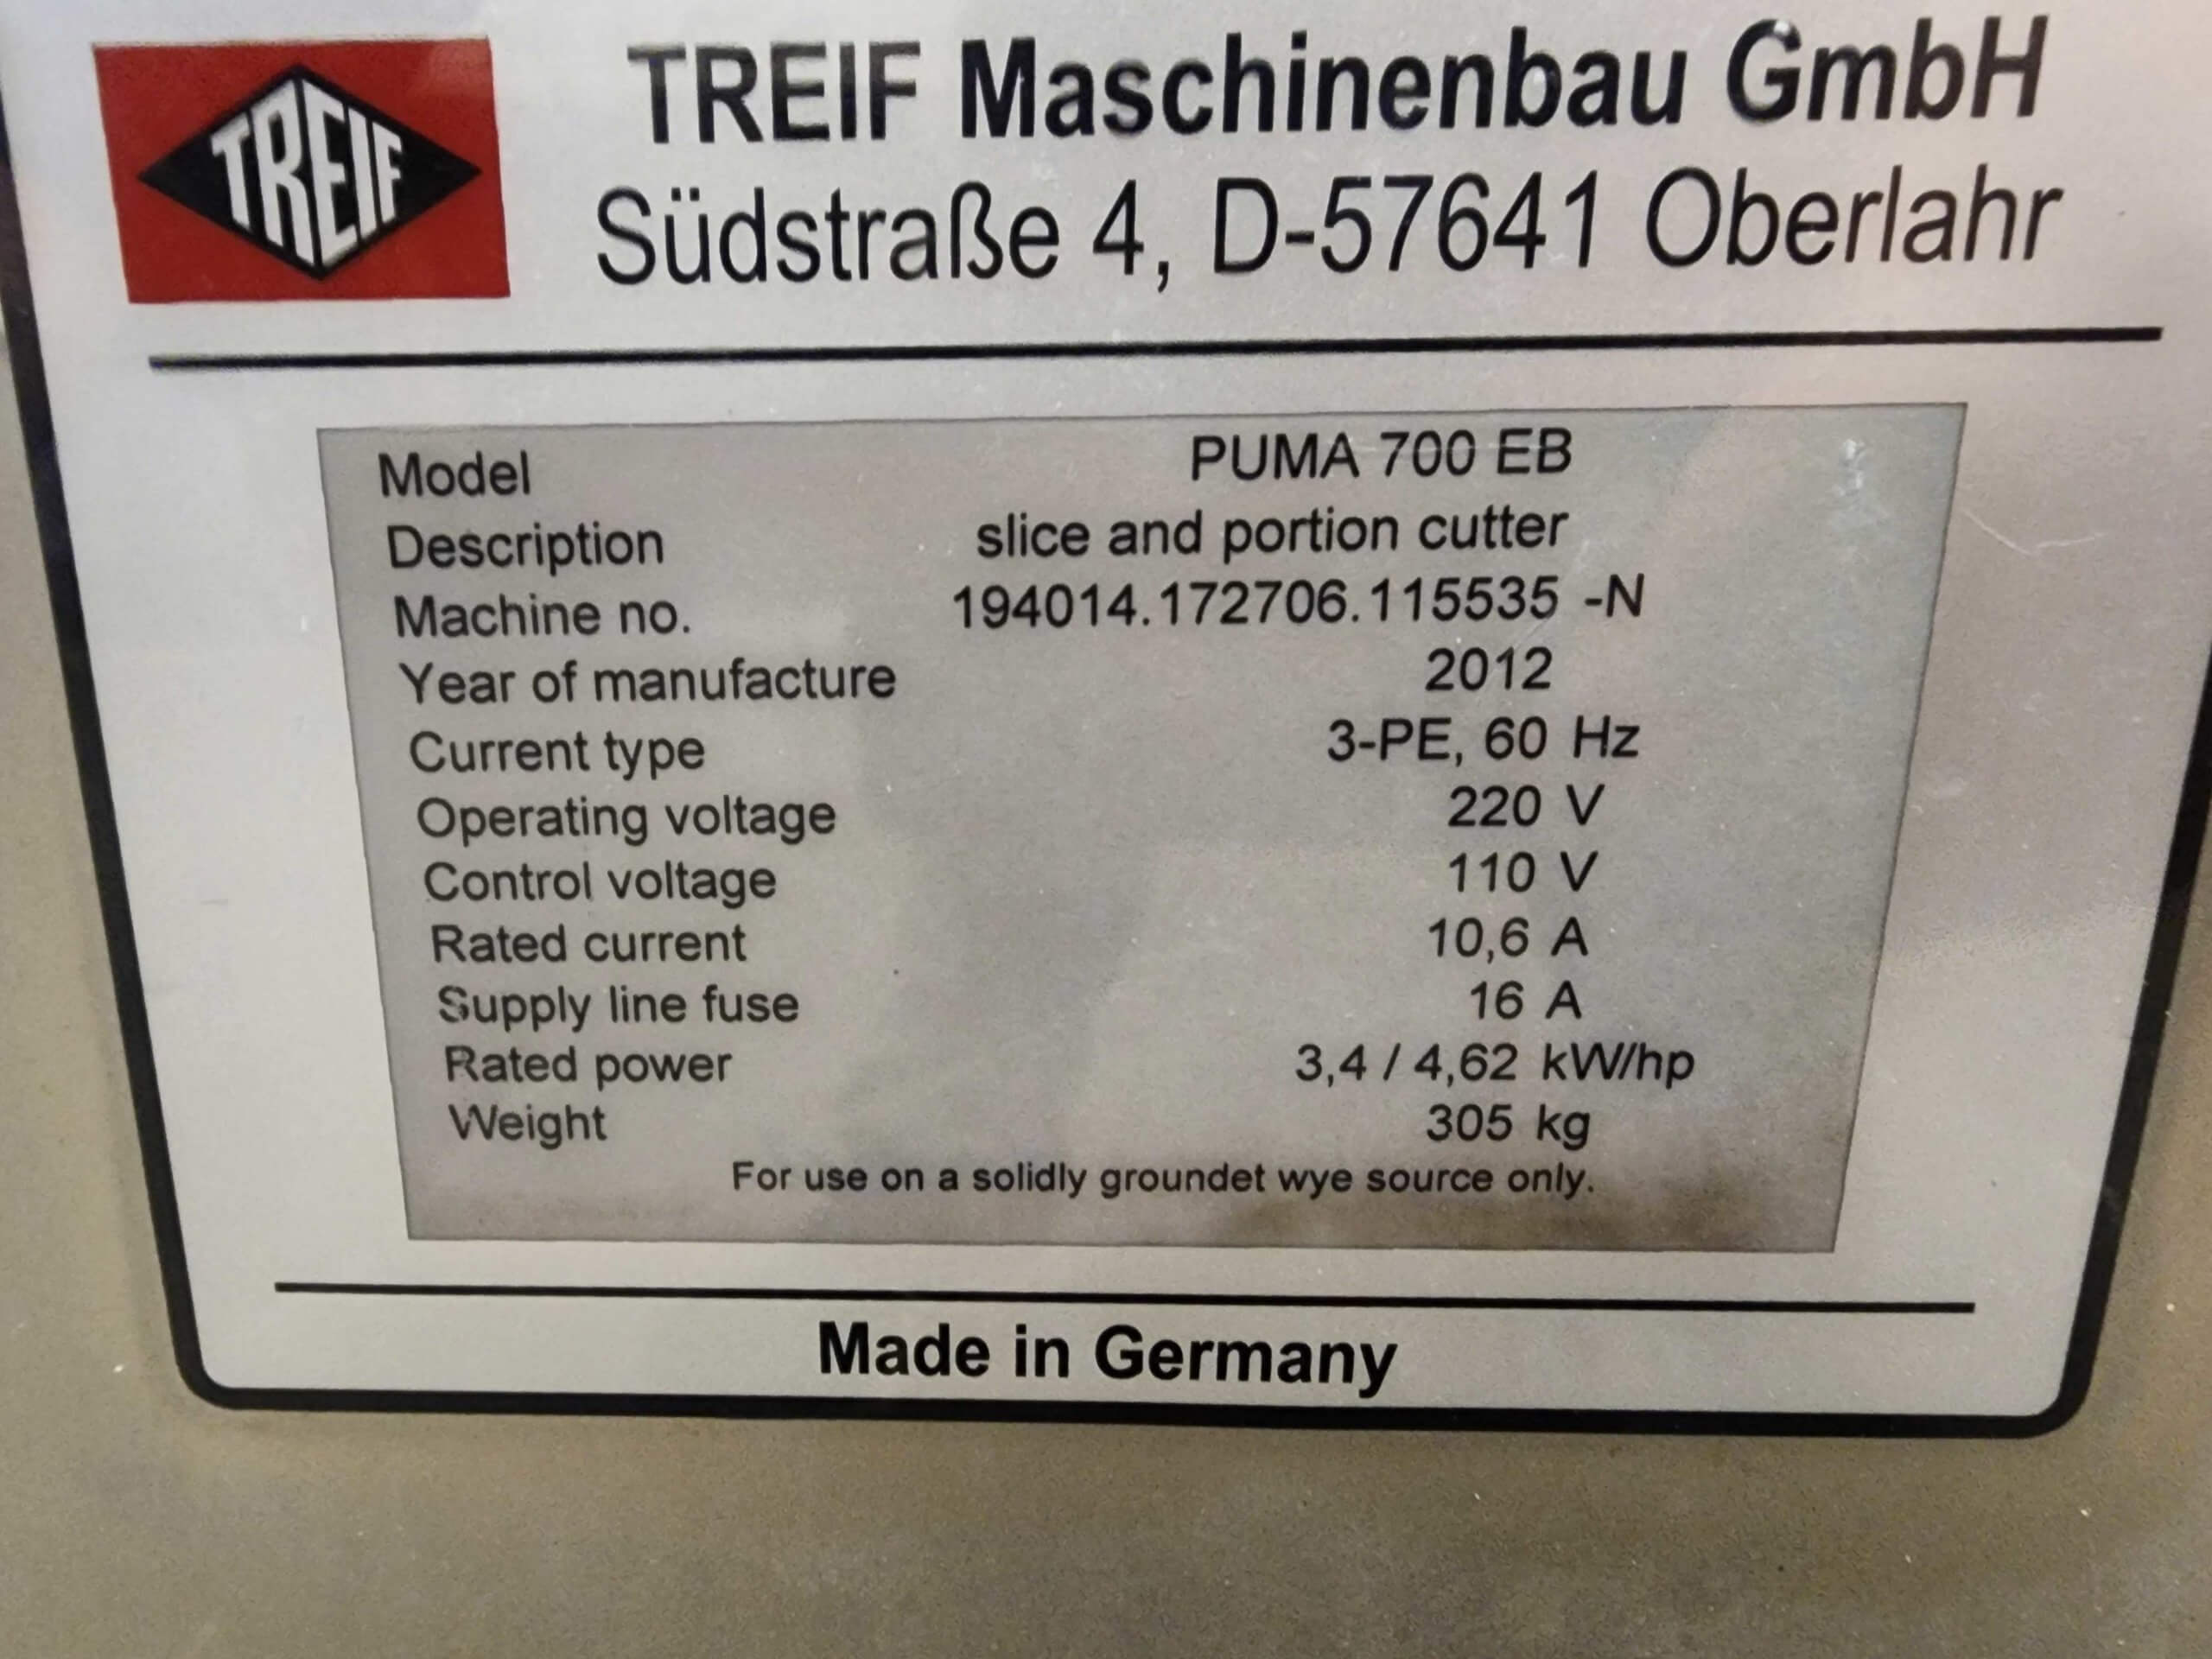 TREIF
TREIF Maschinenbau GmbH
Südstraße 4, D-57641 Oberlahr
Model PUMA 700 EB
Description slice and portion cutter
Machine no. 194014.172706.115535 -N
Year of manufacture 2012
Current type 3-PE, 60 Hz
Operating voltage 220 V
Control voltage 110 V
Rated current 10,6 A
Supply line fuse 16 A
Rated power 3,4 / 4,62 kW/hp
Weight 305 kg
For use on a solidly groundet wye source only.
Made in Germany